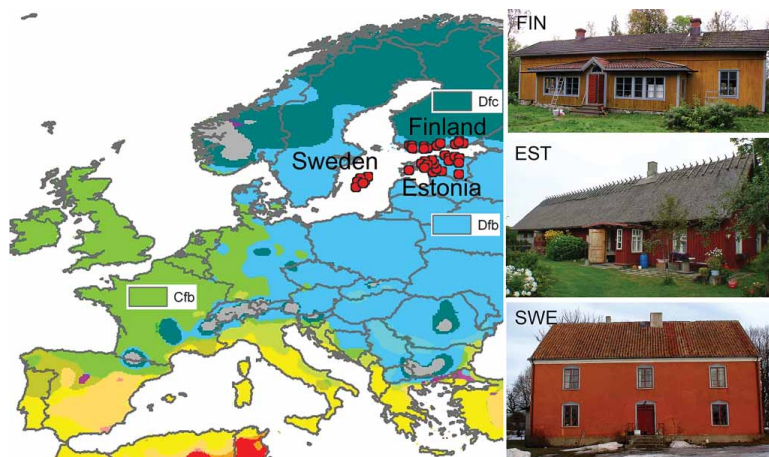 Dfc
Finland
Sweden
Estonia
Dfb
Cfb
FIN
EST
SWE